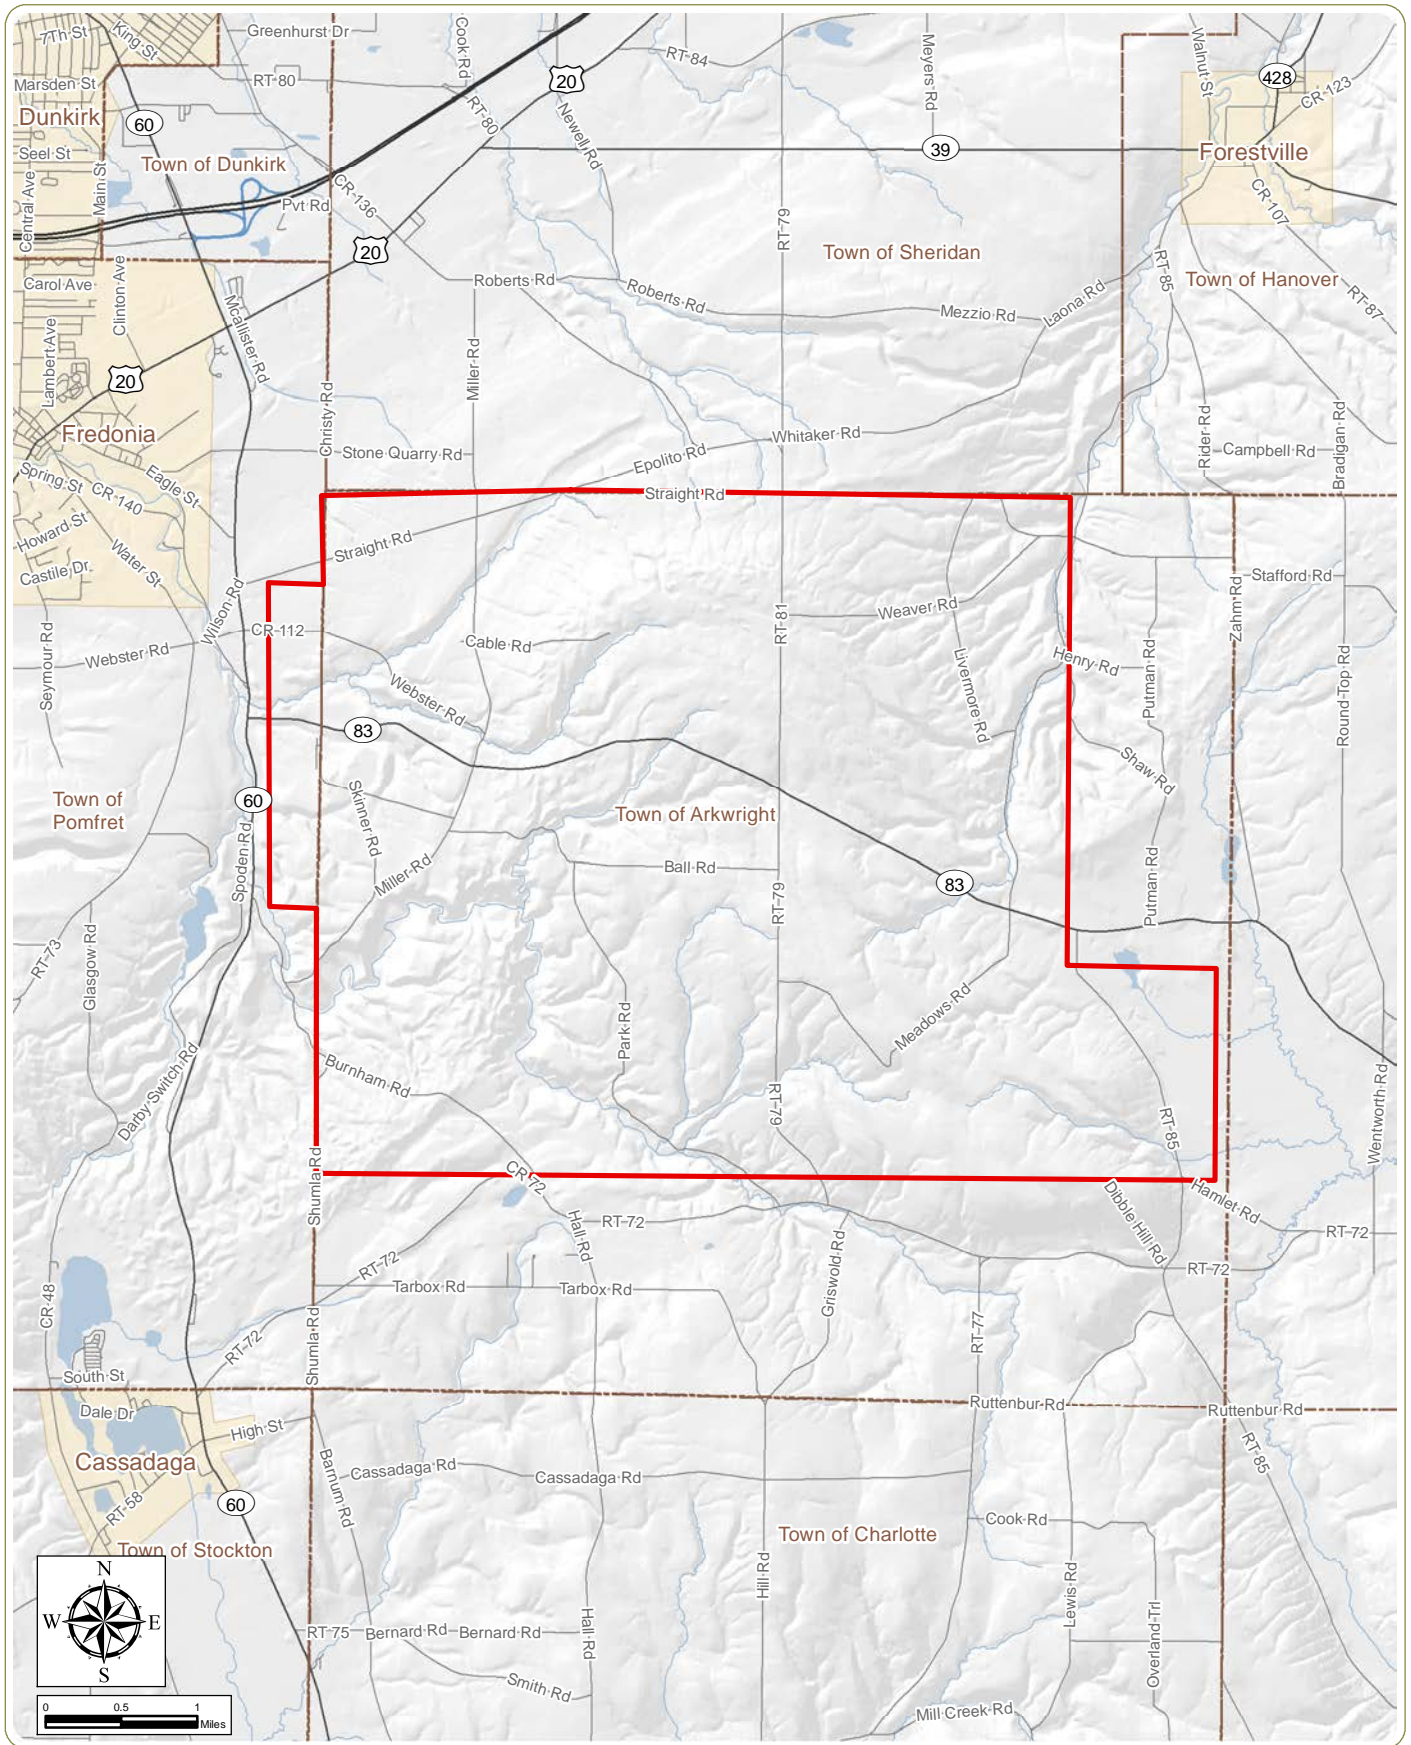 7Th St
King St
Greenhurst Dr
Cook Rd
RT-84
Meyers Rd
Walnut St
428
CR-123
Marsden St
RT-80
20
Dunkirk
60
RT-80
Newell Rd
39
Forestville
Seel St
Town of Dunkirk
Central Ave
Main St
Pvt Rd
CR-136
20
RT-79
CR-107
Town of Sheridan
RT-85
Town of Hanover
Carol Ave
Clinton Ave
Roberts Rd
Roberts Rd
Mezzio Rd
Laona Rd
RT-87
Mcallister Rd
Lambert Ave
20
Miller Rd
Christy Rd
Fredonia
Stone Quarry Rd
Epolito Rd
Whitaker Rd
Rider Rd
Campbell Rd
Bradigan Rd
Spring St
CR-140
Eagle St
Straight Rd
Howard St
Water St
Straight Rd
Castile Dr
Wilson Rd
Stafford Rd
Weaver Rd
RT-81
Zahm Rd
CR-112
Cable Rd
Seymour Rd
Webster Rd
Henry Rd
Putman Rd
Livermore Rd
Round Top Rd
Webster Rd
83
Shaw Rd
Skinner Rd
60
Town of
Pomfret
Town of Arkwright
Spoden Rd
Miller Rd
Ball Rd
83
RT-79
Putman Rd
RT-73
Glasgow Rd
Park Rd
Meadows Rd
Darby Switch Rd
Burnham Rd
RT-79
RT-85
Wentworth Rd
Shumla Rd
CR-72
Hamlet Rd
Dibble Hill Rd
Hall Rd
RT-72
RT-72
RT-72
RT-72
Griswold Rd
Tarbox Rd
Tarbox Rd
CR-48
RT-72
Shumla Rd
RT-77
South St
Ruttenbur Rd
Ruttenbur Rd
Dale Dr
High St
RT-85
Cassadaga
Cassadaga Rd
Cassadaga Rd
RT-58
60
Barnum Rd
Cook Rd
Town of Charlotte
Town of Stockton
Hill Rd
Lewis Rd
N
W
E
S
RT 75
Bernard Rd
Bernard Rd
Hall Rd
Overland Trl
Smith Rd
Mill Creek Rd
0
0.5
1
Miles